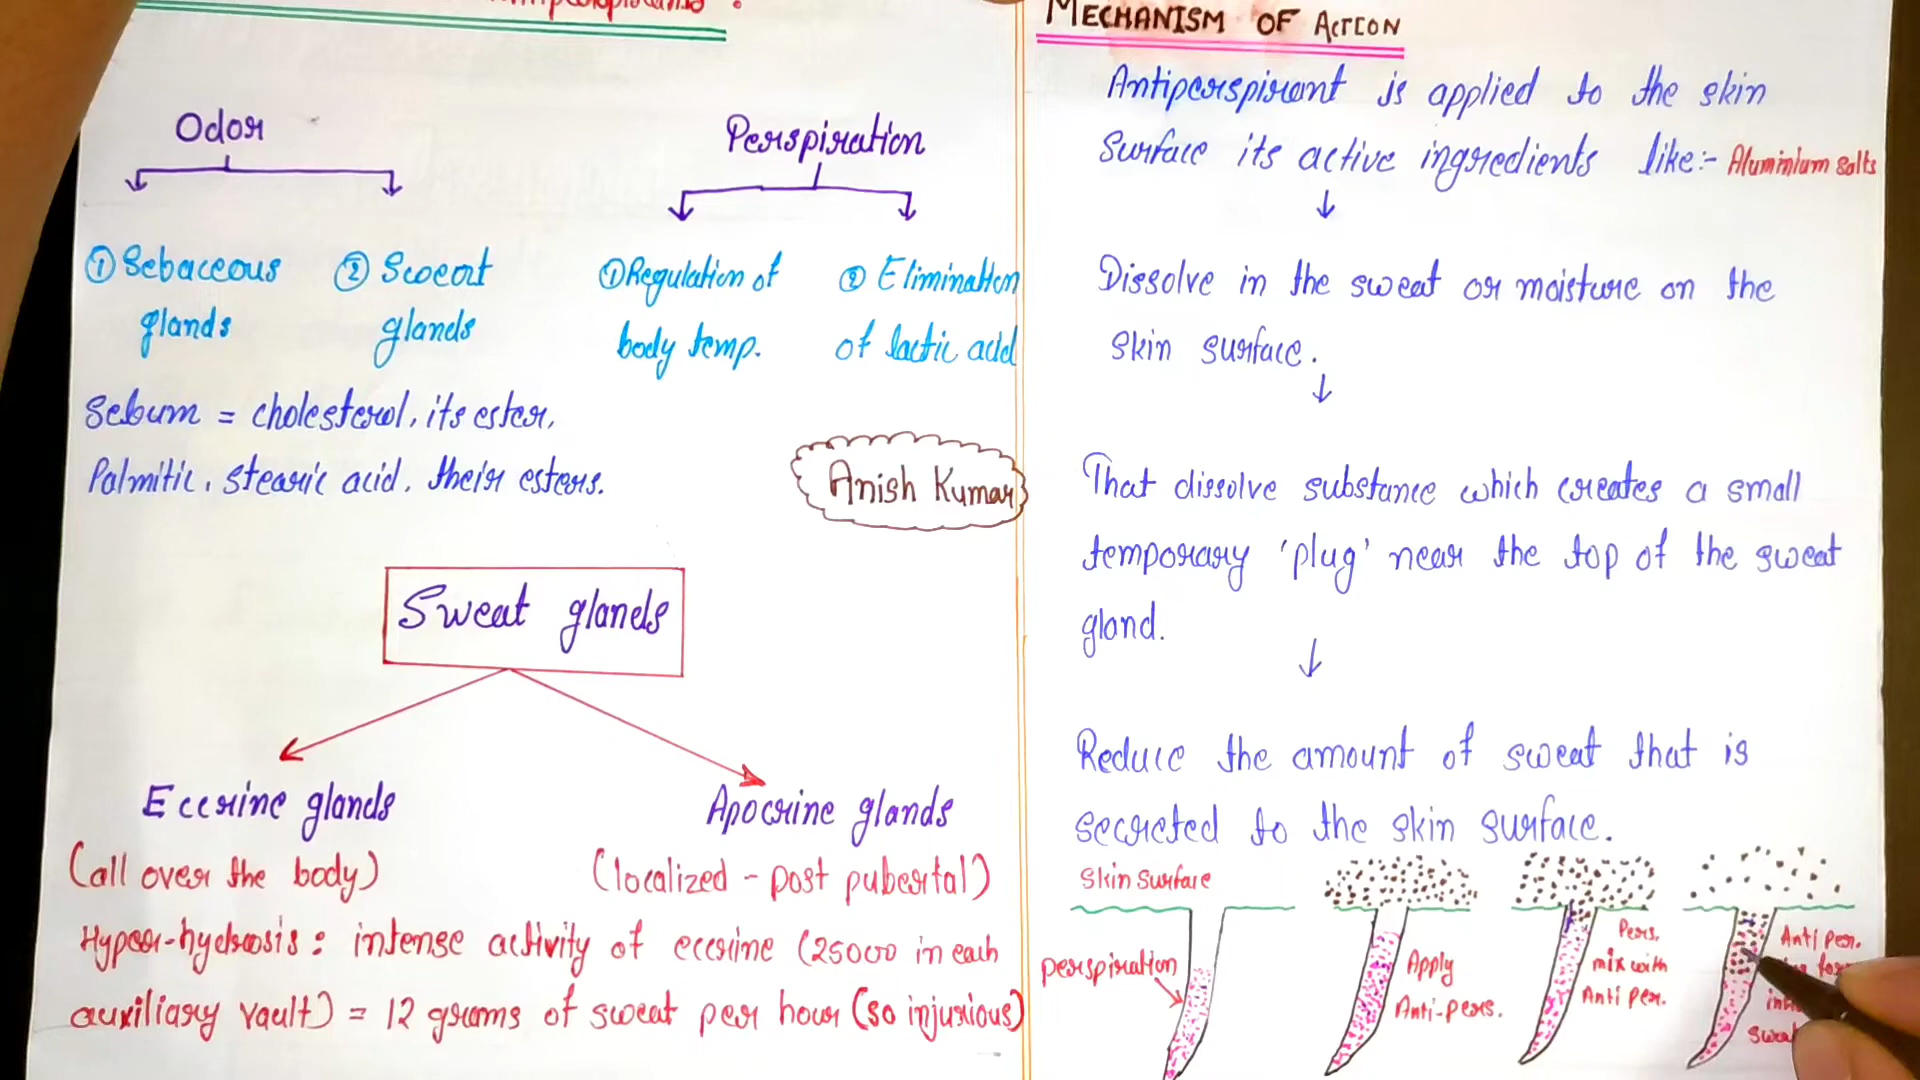 Odor
Perspiration
① Sebaceous glands
② Sweat glands
① Regulation of body temp.
② Elimination of lactic acid
Sebum = cholesterol, its ester,
Palmitic, stearic acid, their esters.
Anish Kumar
Sweat glands
Eccrine glands
Apocrine glands
(all over the body)
(localized - post pubertal)
Hyper-hydrosis: intense activity of eccrine (25000 in each
auxiliary vault) = 12 grams of sweat per hour (so injurious)
MECHANISM OF ACTION
Antiperspirant is applied to the skin
surface its active ingredients like:- Aluminium salts
↓
Dissolve in the sweat or moisture on the
skin surface.
↓
That dissolve substance which creates a small
temporary 'plug' near the top of the sweat
gland.
↓
Reduce the amount of sweat that is
secreted to the skin surface.
Skin Surface
perspiration
Apply
Anti-pers.
Pers.
mix with
Anti per.
Anti per.